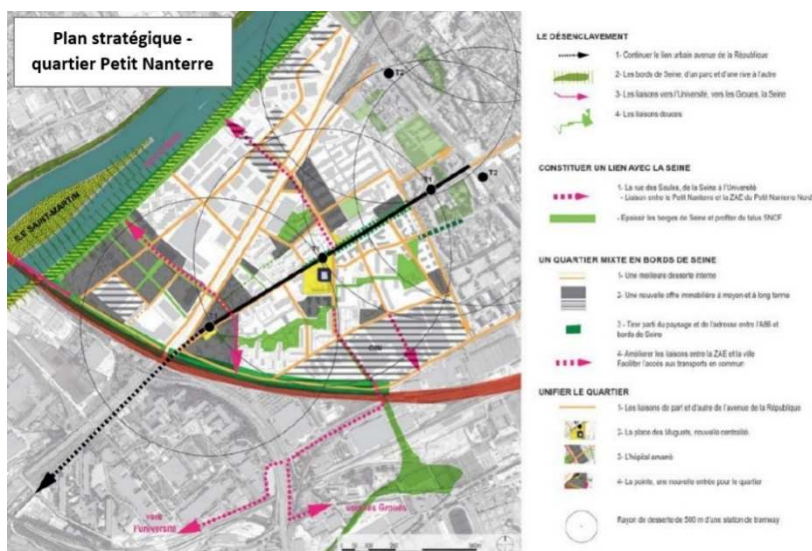 Plan stratégique -
quartier Petit Nanterre
T2
T1
T2
ILE SAINT-MARTIN
vers
l'université
vers les Groues
LE DÉSENCLAVEMENT
1- Continuer le lien urbain avenue de la République
2- Les bords de Seine, d'un parc et d'une rive à l'autre
3- Les liaisons vers l'Université, vers les Groues, la Seine
4- Les liaisons douces
CONSTITUER UN LIEN AVEC LA SEINE
1- La rue des Saules, de la Seine à l'Université
- Liaison entre le Petit Nanterre et la ZAE du Petit Nanterre Nord
- Epaissir les berges de Seine et profiter du talus SNCF
UN QUARTIER MIXTE EN BORDS DE SEINE
1- Une meilleure desserte interne
2- Une nouvelle offre immobilière à moyen et à long terme
3 - Tirer parti du paysage et de l'adresse entre l'A86 et
bords de Seine
4- Améliorer les liaisons entre la ZAE et la ville
Faciliter l'accès aux transports en commun
UNIFIER LE QUARTIER
1- Les liaisons de part et d'autre de l'avenue de la République
2- La place des Muguets, nouvelle centralité.
3- L'hôpital amarré
4- La pointe, une nouvelle entrée pour le quartier
Rayon de desserte de 500 m d'une station de tramway